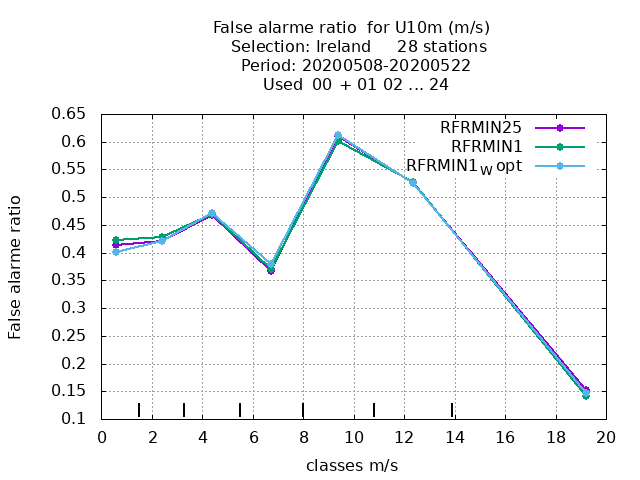 False alarme ratio  for U10m (m/s)
Selection: Ireland     28 stations
Period: 20200508-20200522
Used  00  + 01 02 ... 24
RFRMIN25
RFRMIN1
RFRMIN1W opt
False alarme ratio
0.65
0.6
0.55
0.5
0.45
0.4
0.35
0.3
0.25
0.2
0.15
0.1
0 2 4 6 8 10 12 14 16 18 20
classes m/s